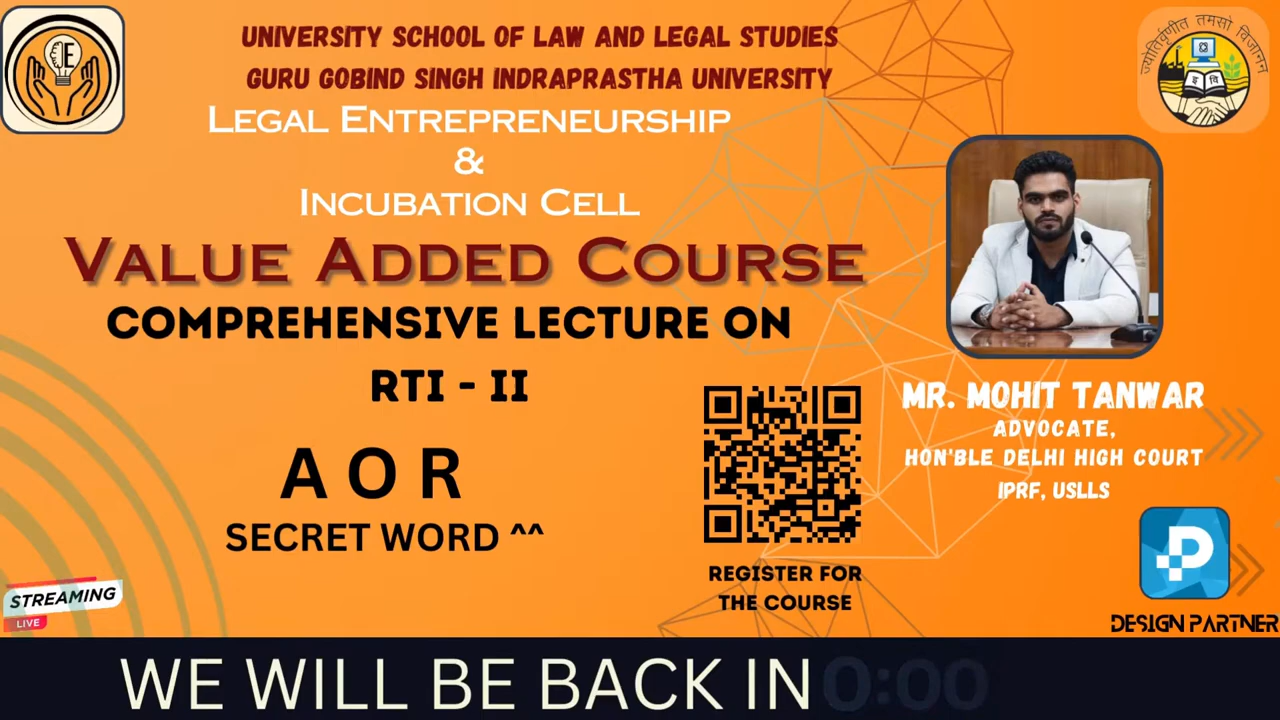 UNIVERSITY SCHOOL OF LAW AND LEGAL STUDIES
GURU GOBIND SINGH INDRAPRASTHA UNIVERSITY
LEGAL ENTREPRENEURSHIP
&
INCUBATION CELL
VALUE ADDED COURSE
COMPREHENSIVE LECTURE ON
RTI - II
A O R
SECRET WORD ^^
REGISTER FOR
THE COURSE
MR. MOHIT TANWAR
ADVOCATE,
HON'BLE DELHI HIGH COURT
IPRF, USLLS
DESIGN PARTNER
STREAMING
LIVE
WE WILL BE BACK IN 0:00
ज्योतिर्वृणीत तमसो विजानन
इ वि
E
P